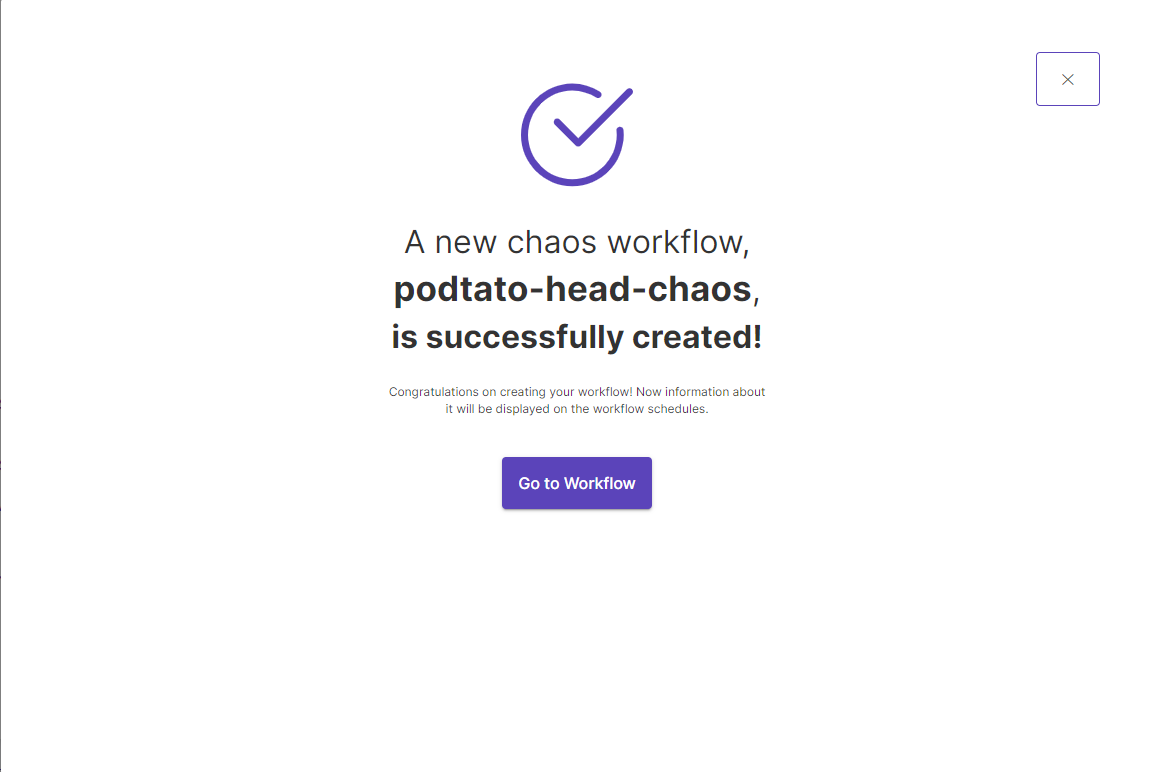 A new chaos workflow,
podtato-head-chaos,
is successfully created!
Congratulations on creating your workflow! Now information about
it will be displayed on the workflow schedules.
Go to Workflow